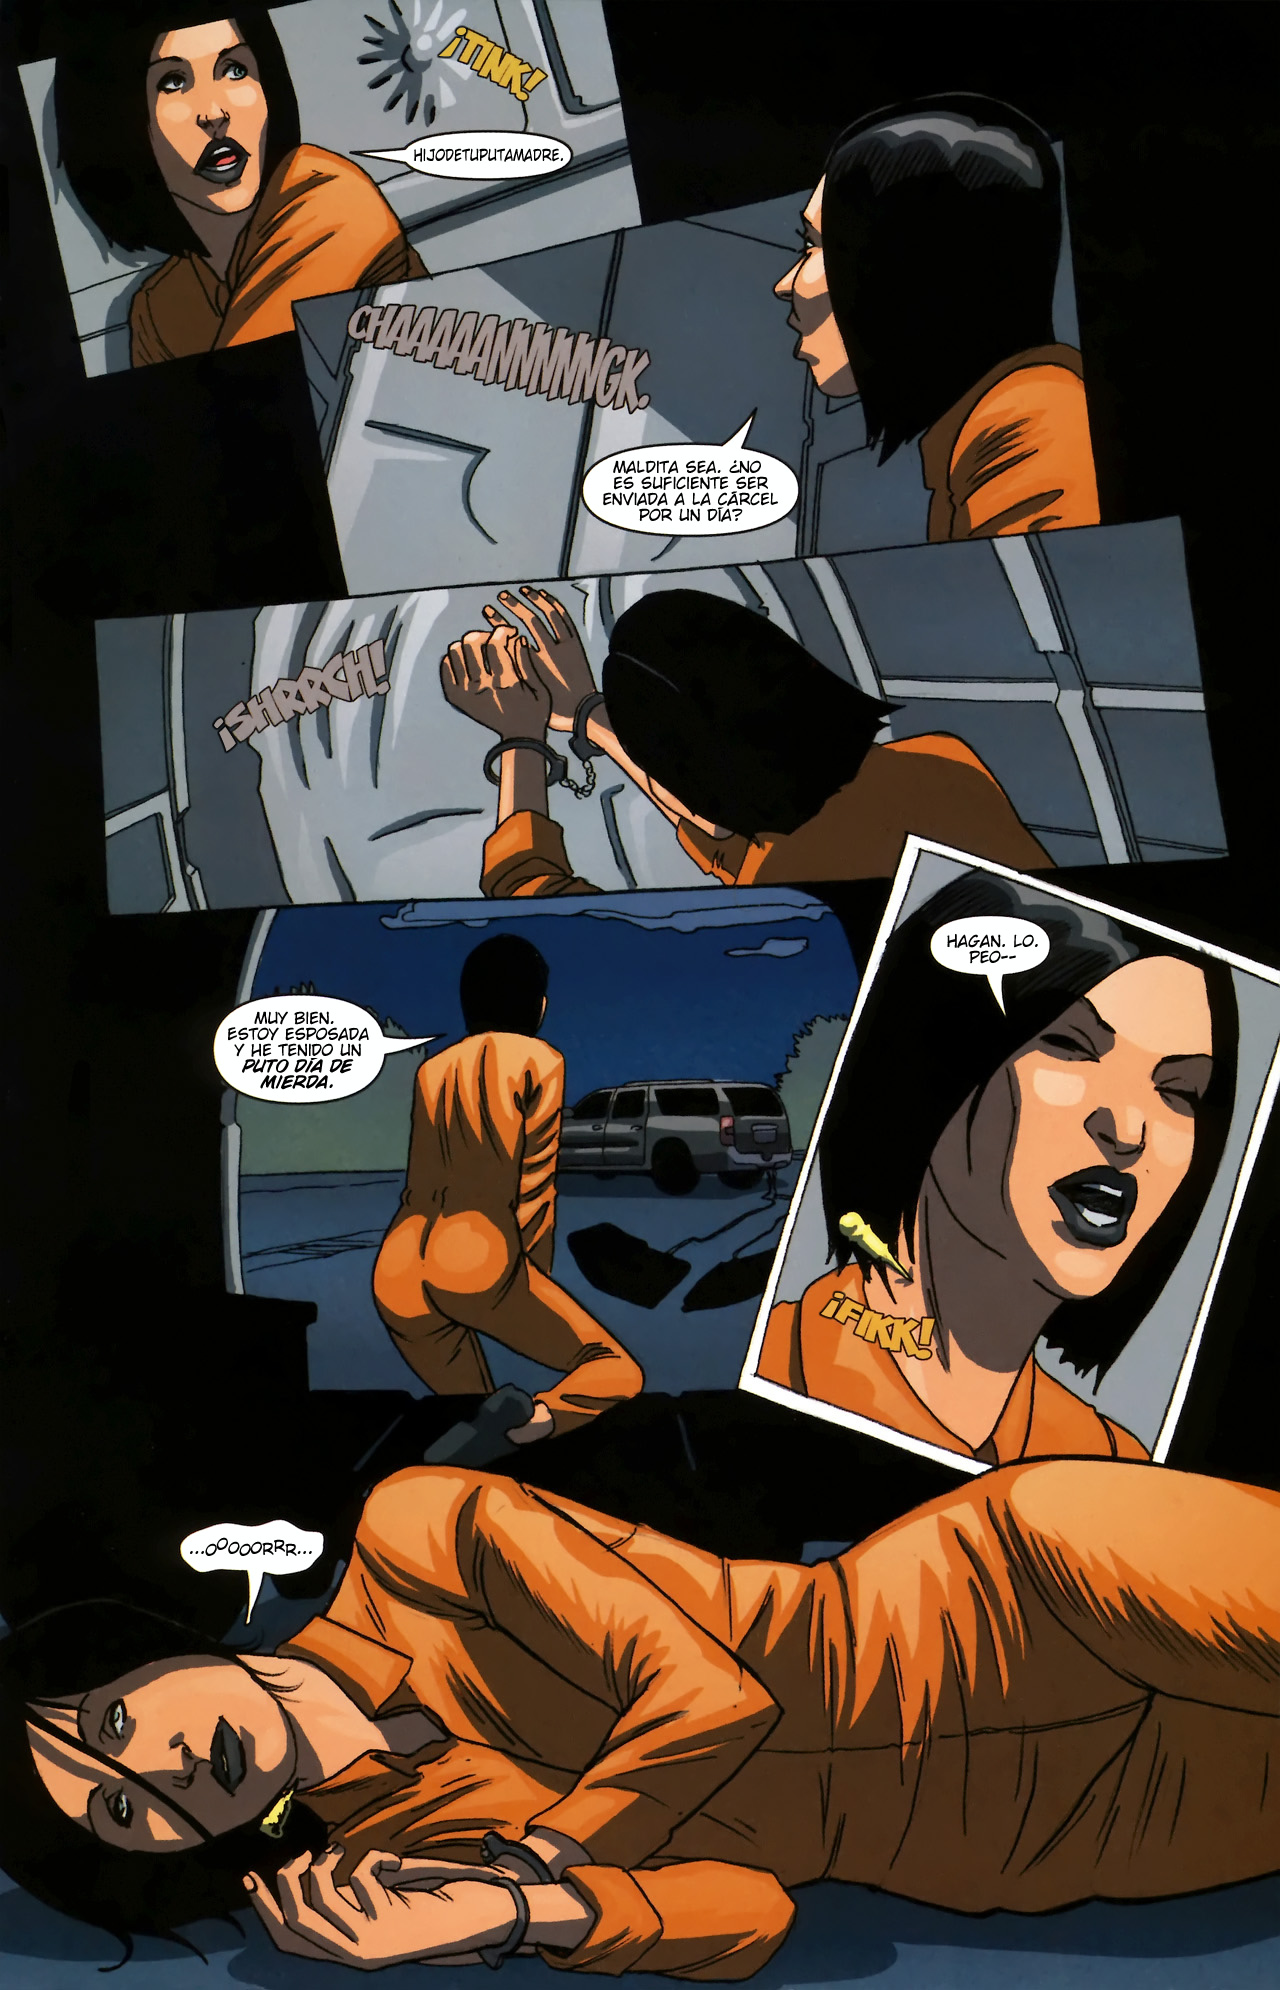 ¡TINK!
HIJODETUPUTAMADRE.
CHAAAAANNNNNGK.
MALDITA SEA. ¿NO
ES SUFICIENTE SER
ENVIADA A LA CÁRCEL
POR UN DÍA?
¡SHRRCH!
MUY BIEN.
ESTOY ESPOSADA
Y HE TENIDO UN
PUTO DÍA DE
MIERDA.
HAGAN. LO.
PEO--
¡FIKK!
...OOOOORRR...